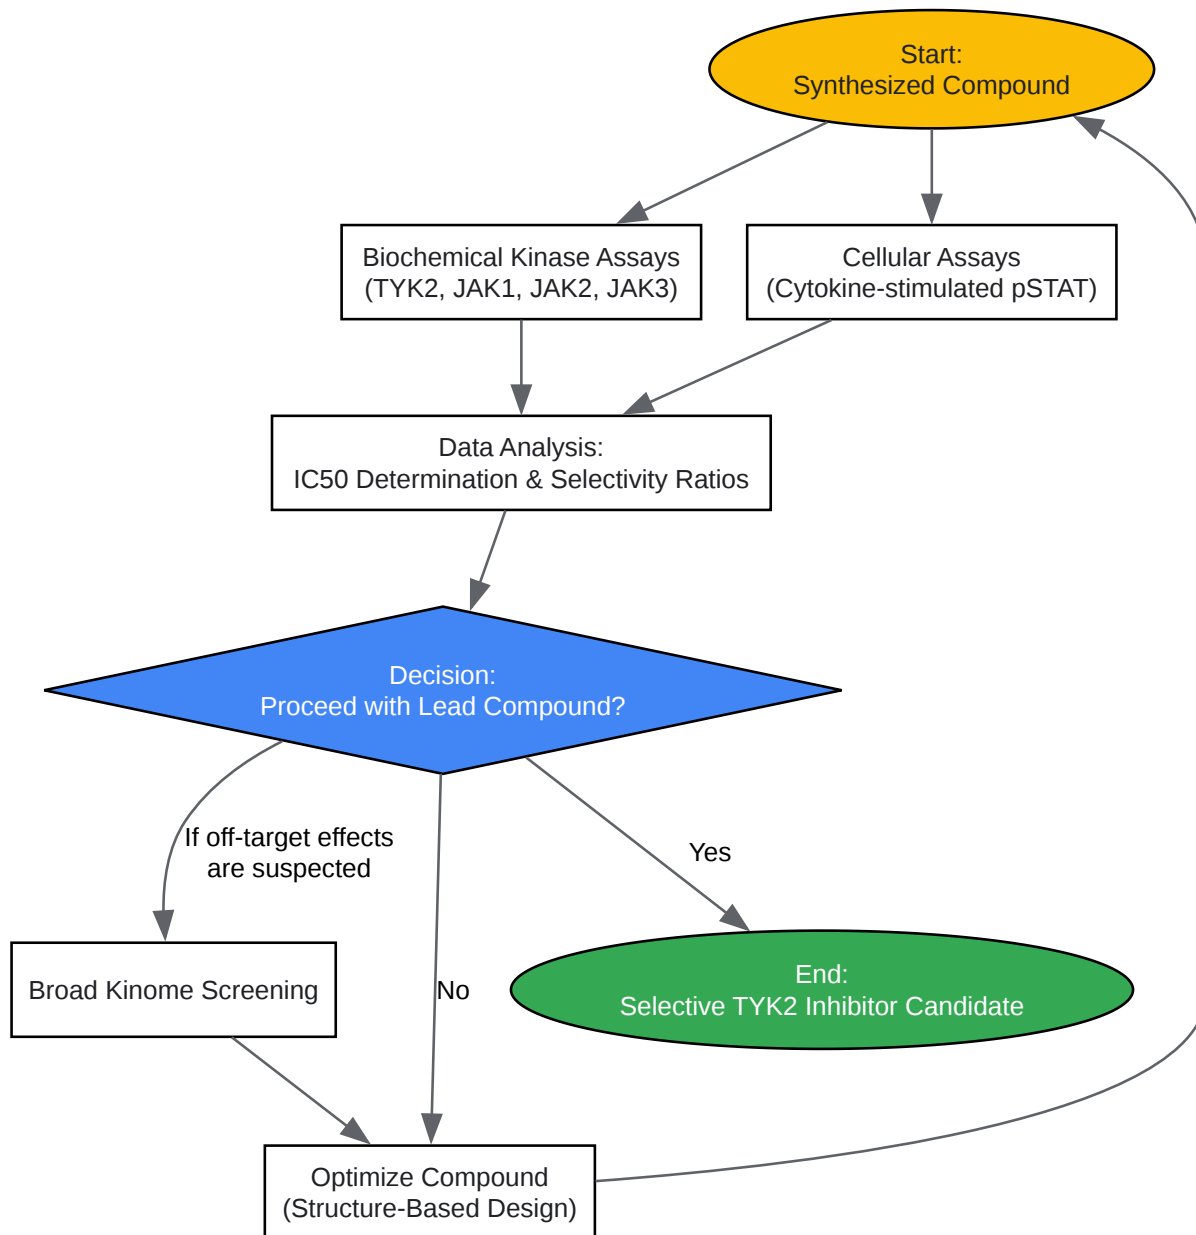 Start:
Synthesized Compound
Biochemical Kinase Assays
(TYK2, JAK1, JAK2, JAK3)
Cellular Assays
(Cytokine-stimulated pSTAT)
Data Analysis:
IC50 Determination & Selectivity Ratios
Decision:
Proceed with Lead Compound?
If off-target effects
are suspected
Yes
Broad Kinome Screening
No
End:
Selective TYK2 Inhibitor Candidate
Optimize Compound
(Structure-Based Design)